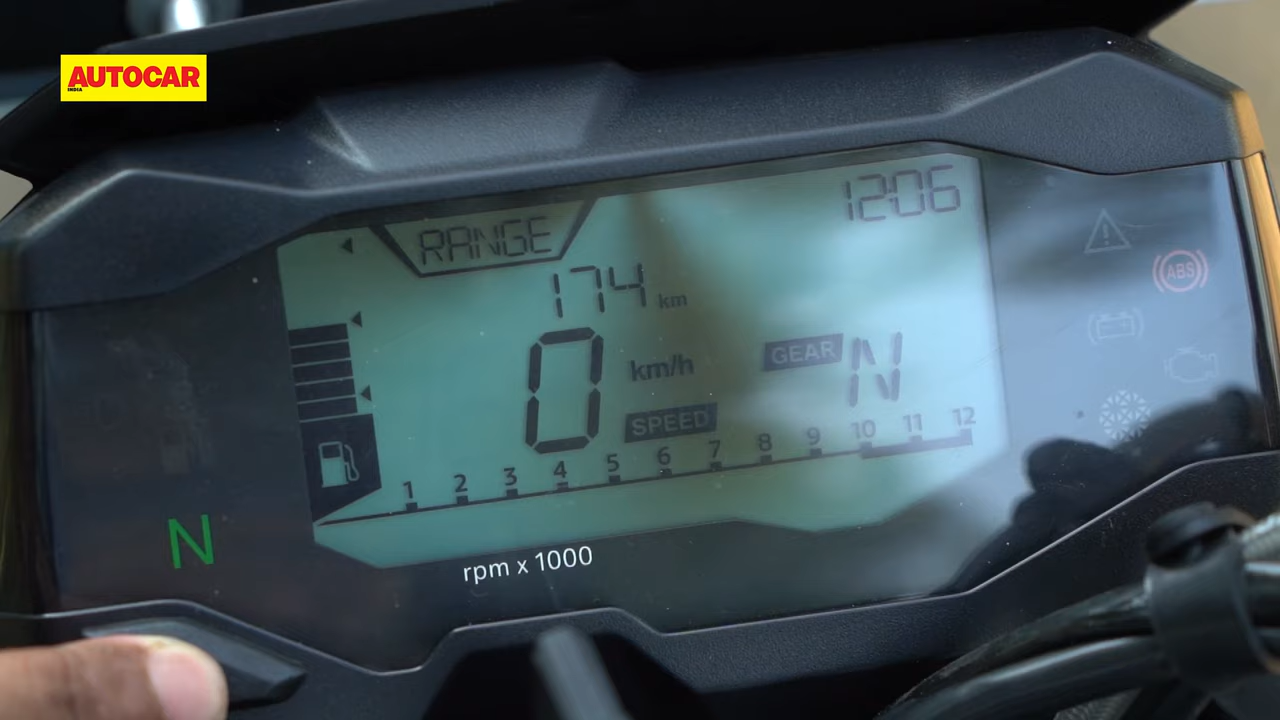 AUTOCAR
INDIA
RANGE
1206
174 km
0 km/h
SPEED
GEAR N
1 2 3 4 5 6 7 8 9 10 11 12
rpm x 1000
N
ABS